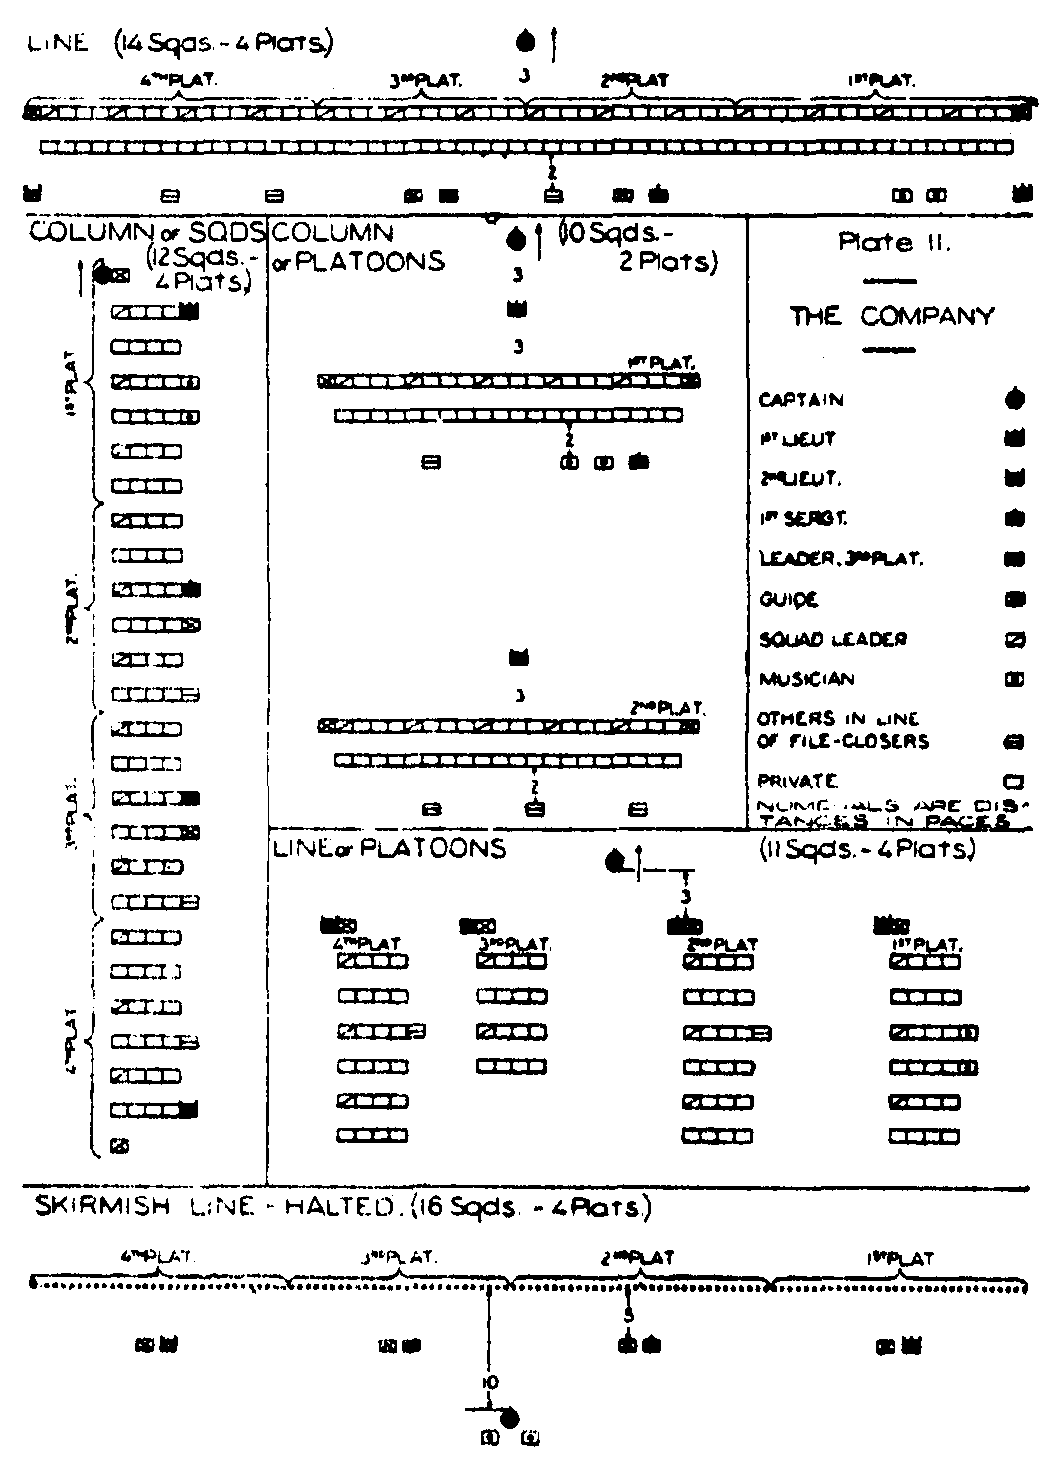 LINE (14 Sqds. - 4 Plats.)
3
4TH PLAT. 3RD PLAT. 2ND PLAT 1ST PLAT.
2
COLUMN of SQDS
(12 Sqds. -
4 Plats.)
1ST PLAT
2ND PLAT.
3RD PLAT.
4TH PLAT
COLUMN
of PLATOONS
(10 Sqds. -
2 Plats)
3
3
1ST PLAT.
2
3
2ND PLAT.
2
Plate II.
THE COMPANY
CAPTAIN
1ST LIEUT
2ND LIEUT.
1ST SERGT.
LEADER, 3RD PLAT.
GUIDE
SQUAD LEADER
MUSICIAN
OTHERS IN LINE
OF FILE-CLOSERS
PRIVATE
NUMERALS ARE DIS-
TANCES IN PACES
LINE of PLATOONS
(11 Sqds. - 4 Plats.)
3
4TH PLAT 3RD PLAT. 2ND PLAT 1ST PLAT.
SKIRMISH LINE - HALTED. (16 Sqds. - 4 Plats.)
4TH PLAT. 3RD PLAT. 2ND PLAT 1ST PLAT
5
10